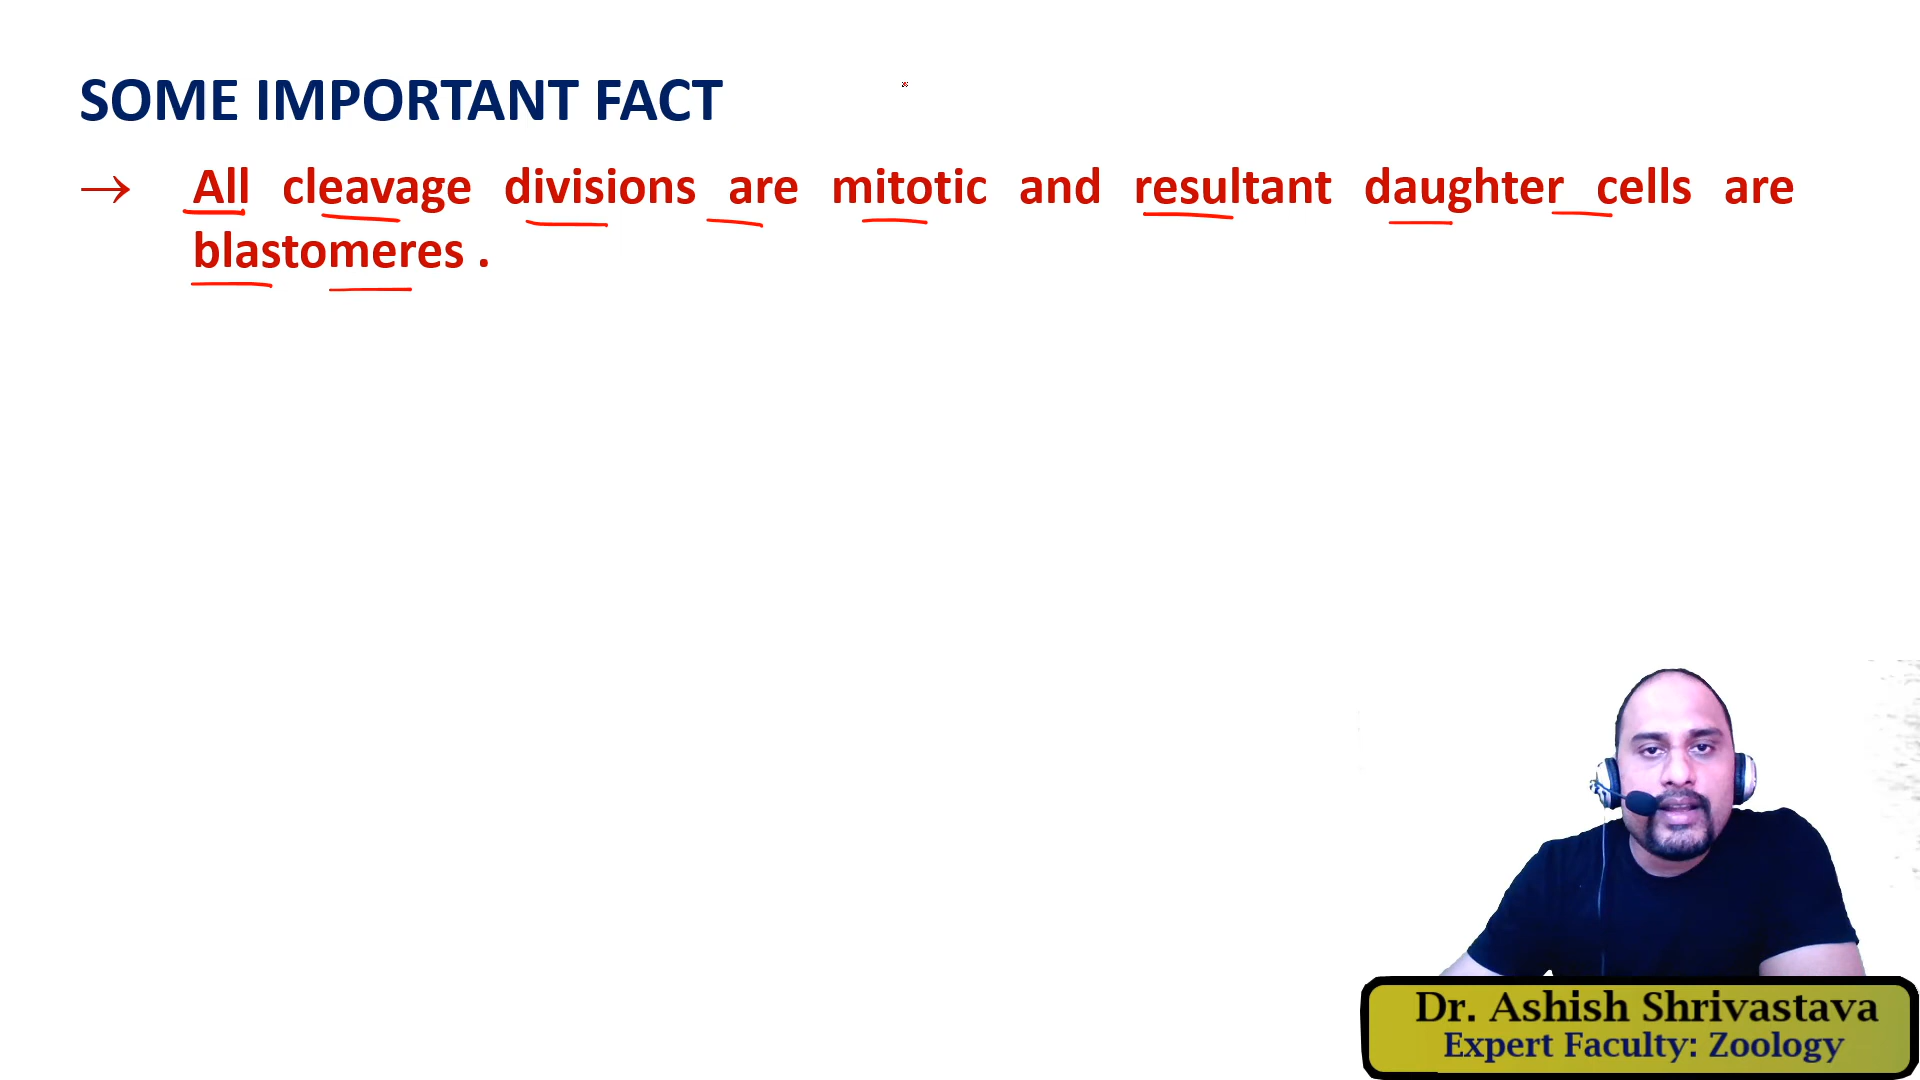 SOME IMPORTANT FACT
→ All cleavage divisions are mitotic and resultant daughter cells are
blastomeres .
Dr. Ashish Shrivastava
Expert Faculty: Zoology